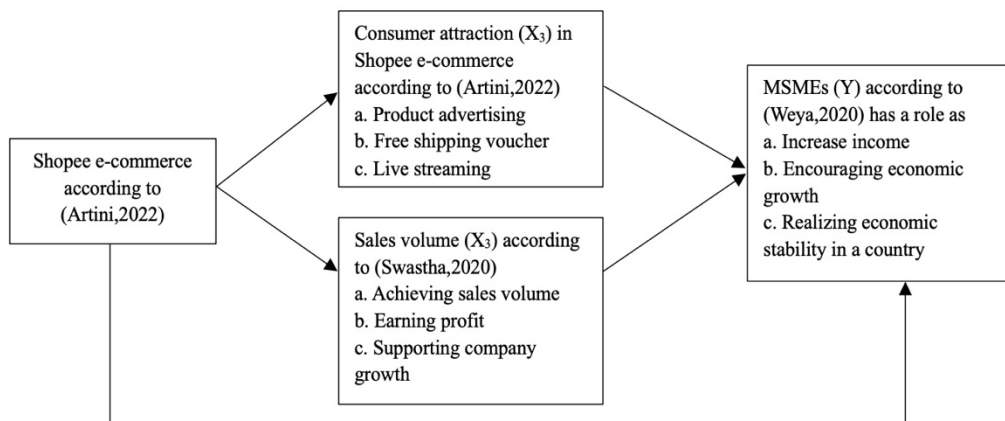 Shopee e-commerce
according to
(Artini,2022)
Consumer attraction (X₃) in
Shopee e-commerce
according to (Artini,2022)
a. Product advertising
b. Free shipping voucher
c. Live streaming
Sales volume (X₃) according
to (Swastha,2020)
a. Achieving sales volume
b. Earning profit
c. Supporting company
growth
MSMEs (Y) according to
(Weya,2020) has a role as
a. Increase income
b. Encouraging economic
growth
c. Realizing economic
stability in a country